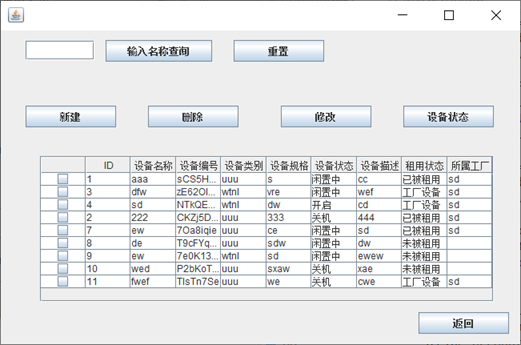 输入名称查询 重置
新建 删除 修改 设备状态
ID 设备名称 设备编号 设备类别 设备规格 设备状态 设备描述 租用状态 所属工厂
1 aaa sCS5H... uuu s 闲置中 cc 已被租用 sd
3 dfw zE62OI... wtnl vre 闲置中 wef 工厂设备 sd
4 sd NTkQE... wtnl dw 开启 cd 工厂设备 sd
2 222 CKZj5D... uuu 333 关机 444 已被租用 sd
7 ew 7Oa8iqie uuu ce 闲置中 sd 已被租用 sd
8 de T9cFYq... uuu sdw 闲置中 dw 未被租用
9 ew 7e0K13... wtnl sd 闲置中 ewew 未被租用
10 wed P2bKoT... uuu sxaw 关机 xae 未被租用
11 fwef TlsTn7Se uuu we 关机 cwe 工厂设备 sd
返回